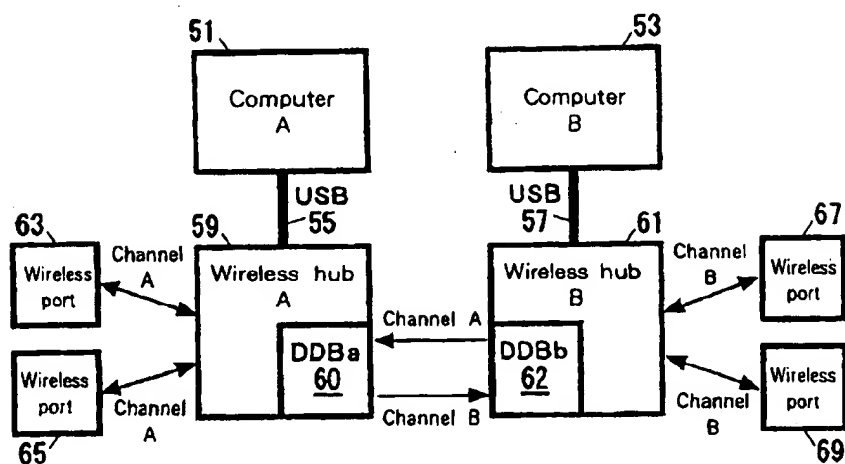 51
53
Computer
A
Computer
B
USB
55
USB
57
63
59
61
67
Wireless
port
Channel
A
Wireless hub
A
Wireless hub
B
Channel
B
Wireless
port
Channel A
DDBa
60
DDBb
62
Channel B
Wireless
port
Channel
A
Channel
B
Wireless
port
65
69